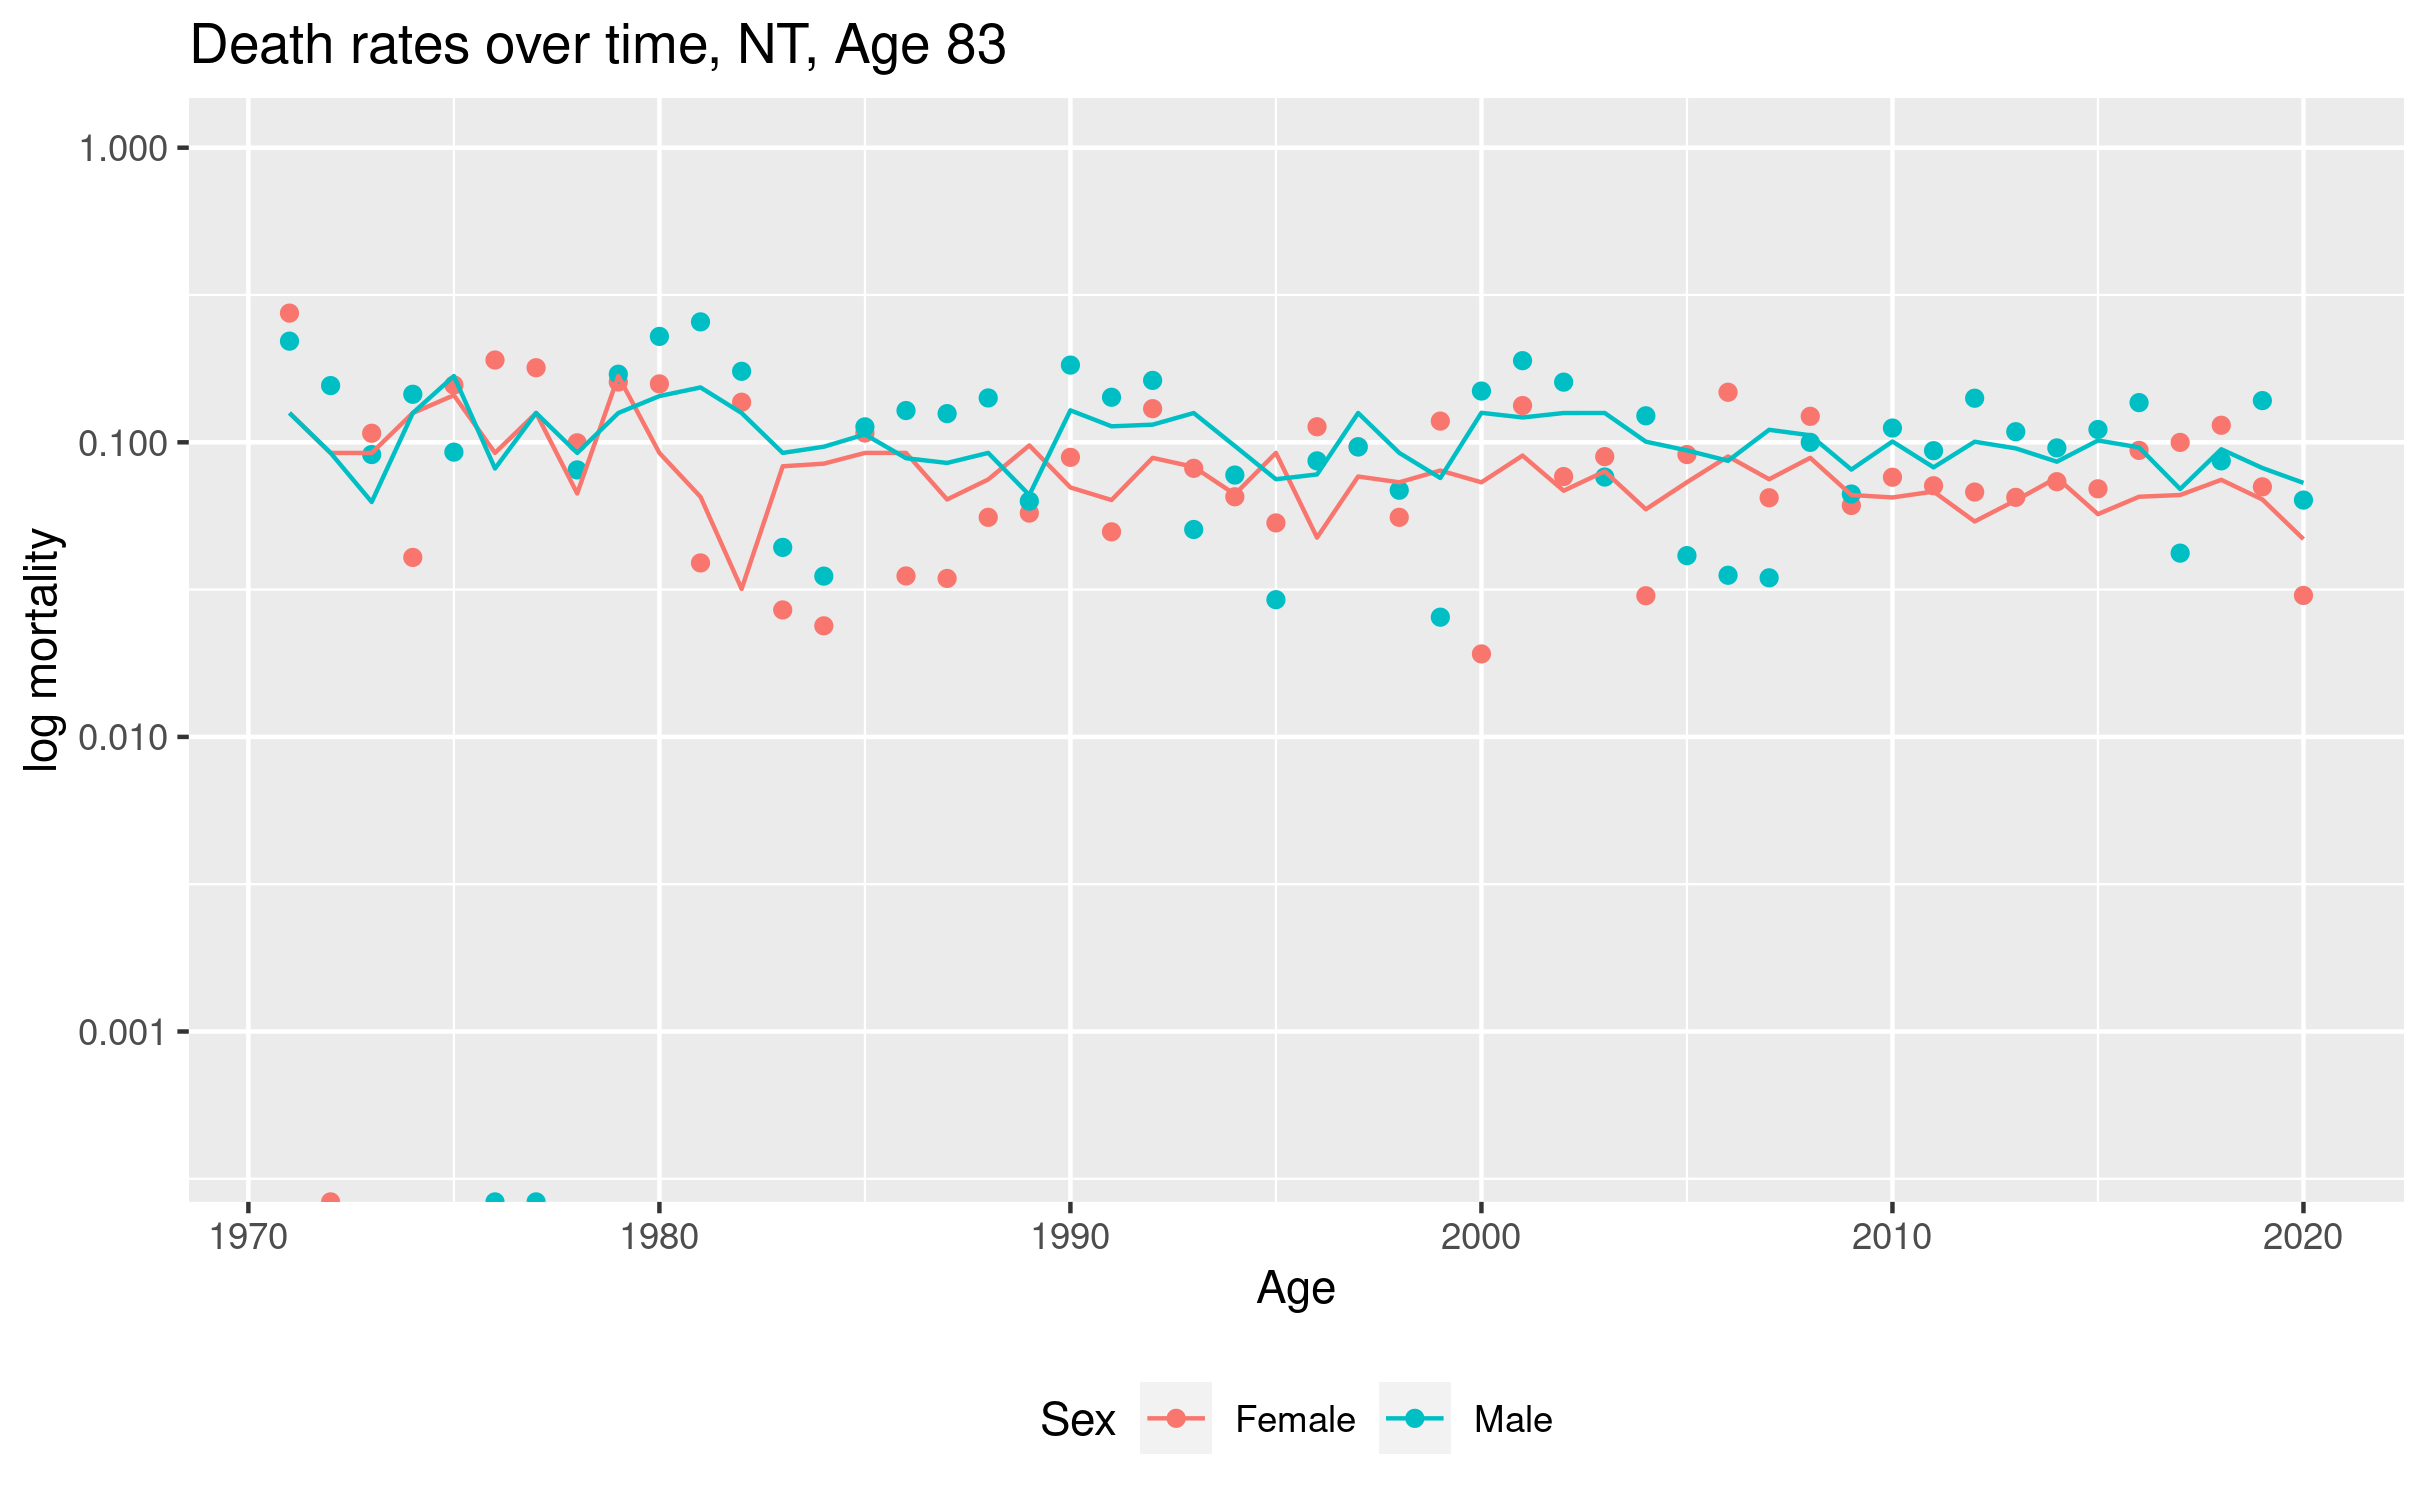 Death rates over time, NT, Age 83
1.000
0.100
0.010
0.001
log mortality
1970 1980 1990 2000 2010 2020
Age
Sex Female Male